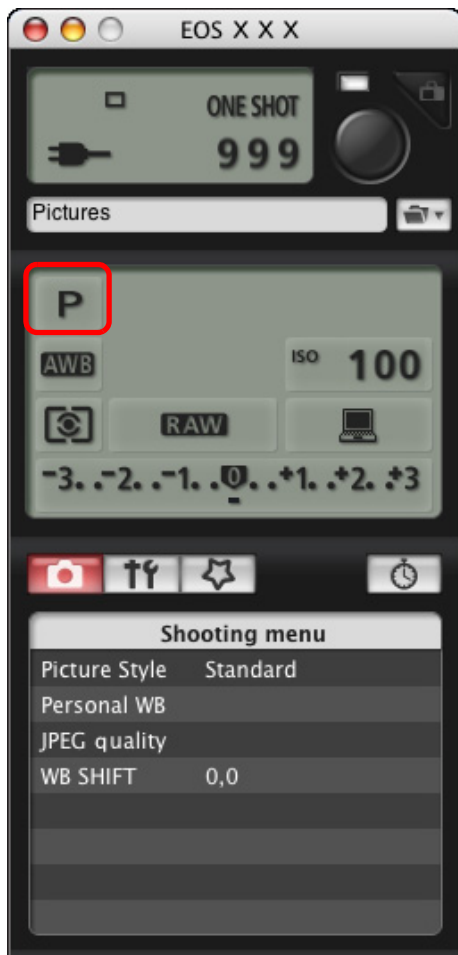 EOS X X X
ONE SHOT
999
Pictures
P
AWB
ISO 100
RAW
-3. .-2. .-1. .0. .+1. .+2. .+3
Shooting menu
Picture Style Standard
Personal WB
JPEG quality
WB SHIFT 0,0